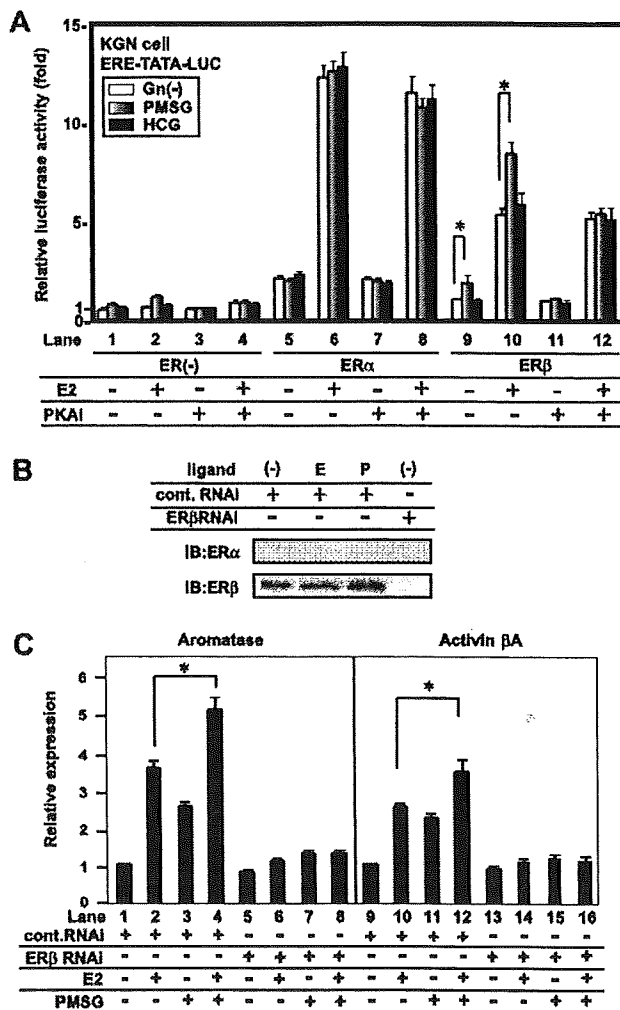 A
KGN cell
ERE-TATA-LUC
Gn(-)
PMSG
HCG
Relative luciferase activity (fold)
15-
10-
5-
1
0-
* *
Lane 1 2 3 4 5 6 7 8 9 10 11 12
ER(-) ERα ERβ
E2 - + - + - + - + - + - +
PKAI - - + + - - + + - - + +
B
ligand (-) E P (-)
cont. RNAi + + + -
ERβRNAi - - - +
IB:ERα
IB:ERβ
C
Aromatase Activin βA
Relative expression
6
5
4
3
2
1
0
* *
Lane 1 2 3 4 5 6 7 8 9 10 11 12 13 14 15 16
cont.RNAi + + + + - - - - + + + + - - - -
ERβ RNAi - - - - + + + + - - - - + + + +
E2 - + - + - + - + - + - + - + - +
PMSG - - + + - - + + - - + + - - + +